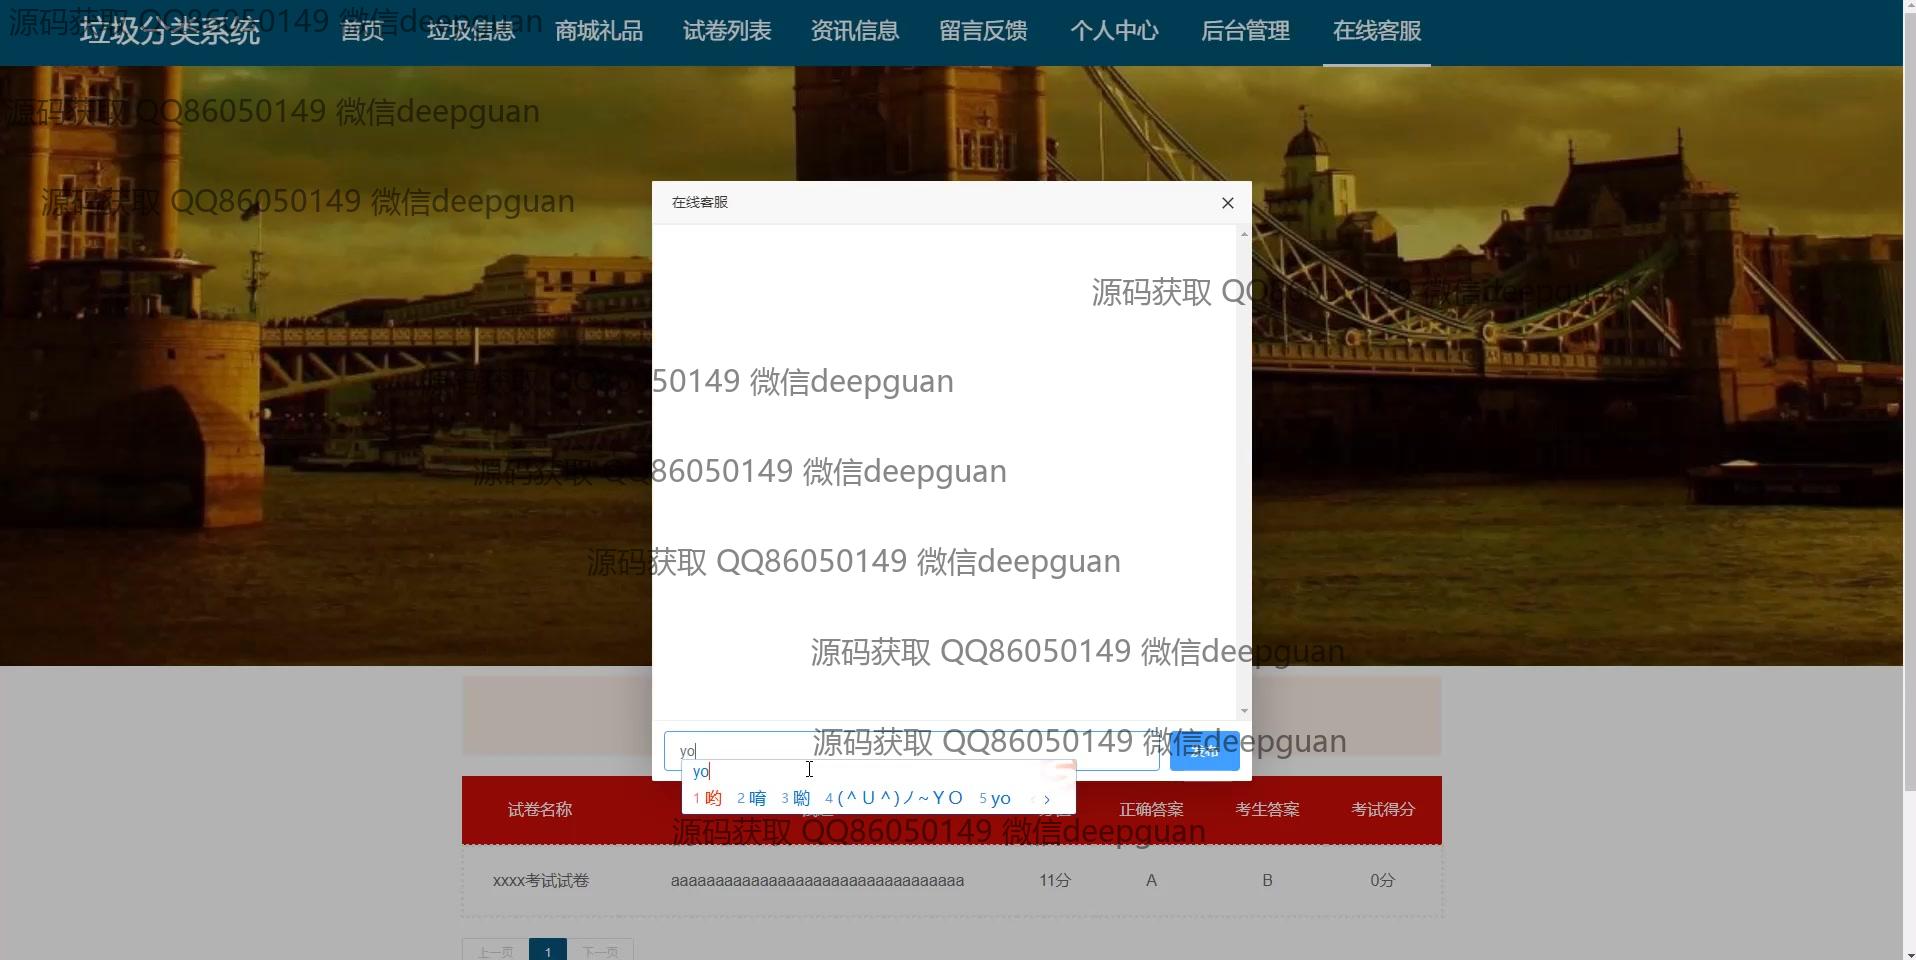 垃圾分类系统 首页 垃圾信息 商城礼品 试卷列表 资讯信息 留言反馈 个人中心 后台管理 在线客服
源码获取 QQ86050149 微信deepguan
源码获取 QQ86050149 微信deepguan
源码获取 QQ86050149 微信deepguan
在线客服
源码获取 QQ86050149 微信deepguan
源码获取 QQ86050149 微信deepguan
源码获取 QQ86050149 微信deepguan
源码获取 QQ86050149 微信deepguan
源码获取 QQ86050149 微信deepguan
源码获取 QQ86050149 微信deepguan
yo 发布
yo
1 哟 2 唷 3 喲 4 (^U^)ノ~YO 5 yo
试卷名称 试题 分值 正确答案 考生答案 考试得分
源码获取 QQ86050149 微信deepguan
xxxx考试试卷 aaaaaaaaaaaaaaaaaaaaaaaaaaaaaaaaa 11分 A B 0分
上一页 1 下一页